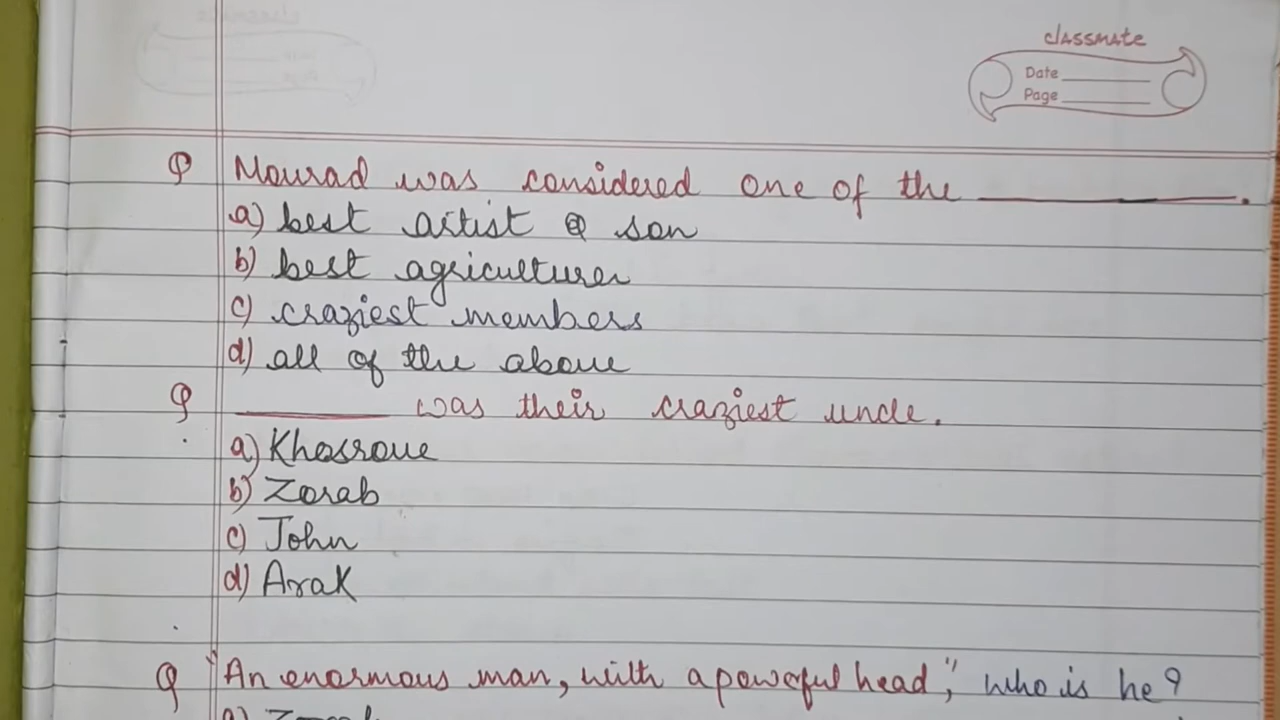 classmate
Date
Page
Q Mourad was considered one of the ________.
a) best artist son
b) best agriculturer
c) craziest members
d) all of the above
Q ________ was their craziest uncle.
a) Khosrove
b) Zorab
c) John
d) Arak
Q "An enormous man, with a powerful head", who is he?
a)